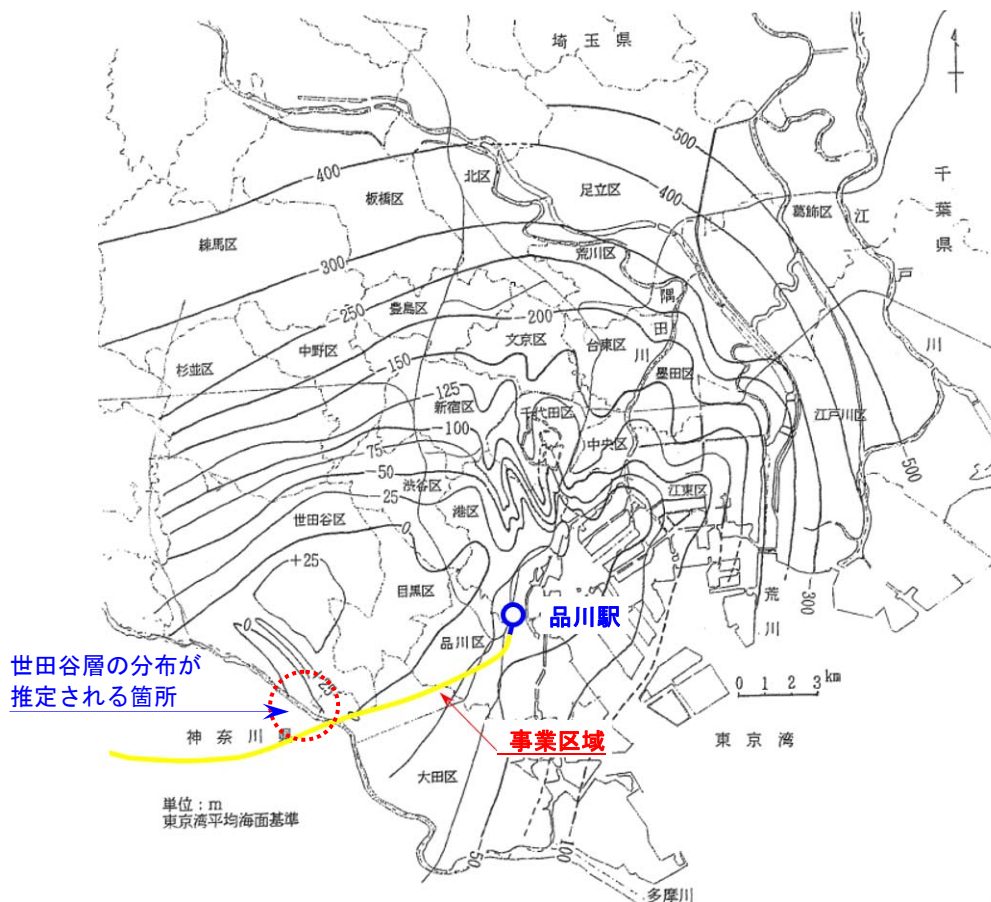 埼玉県
500
400
北区
足立区
400
板橋区
葛飾区
江
戸
川
千
葉
県
練馬区
300
荒川区
隅
田
川
250
豊島区
200
文京区
台東区
中野区
杉並区
150
墨田区
125
新宿区
千代田区
江戸川区
100
中央区
75
50
渋谷区
江東区
500
25
港区
世田谷区
0
+25
目黒区
荒
川
300
品川駅
0
品川区
世田谷層の分布が
推定される箇所
25
km
0 1 2 3
神奈川県
事業区域
東京湾
大田区
単位:m
東京湾平均海面基準
50
100
多摩川